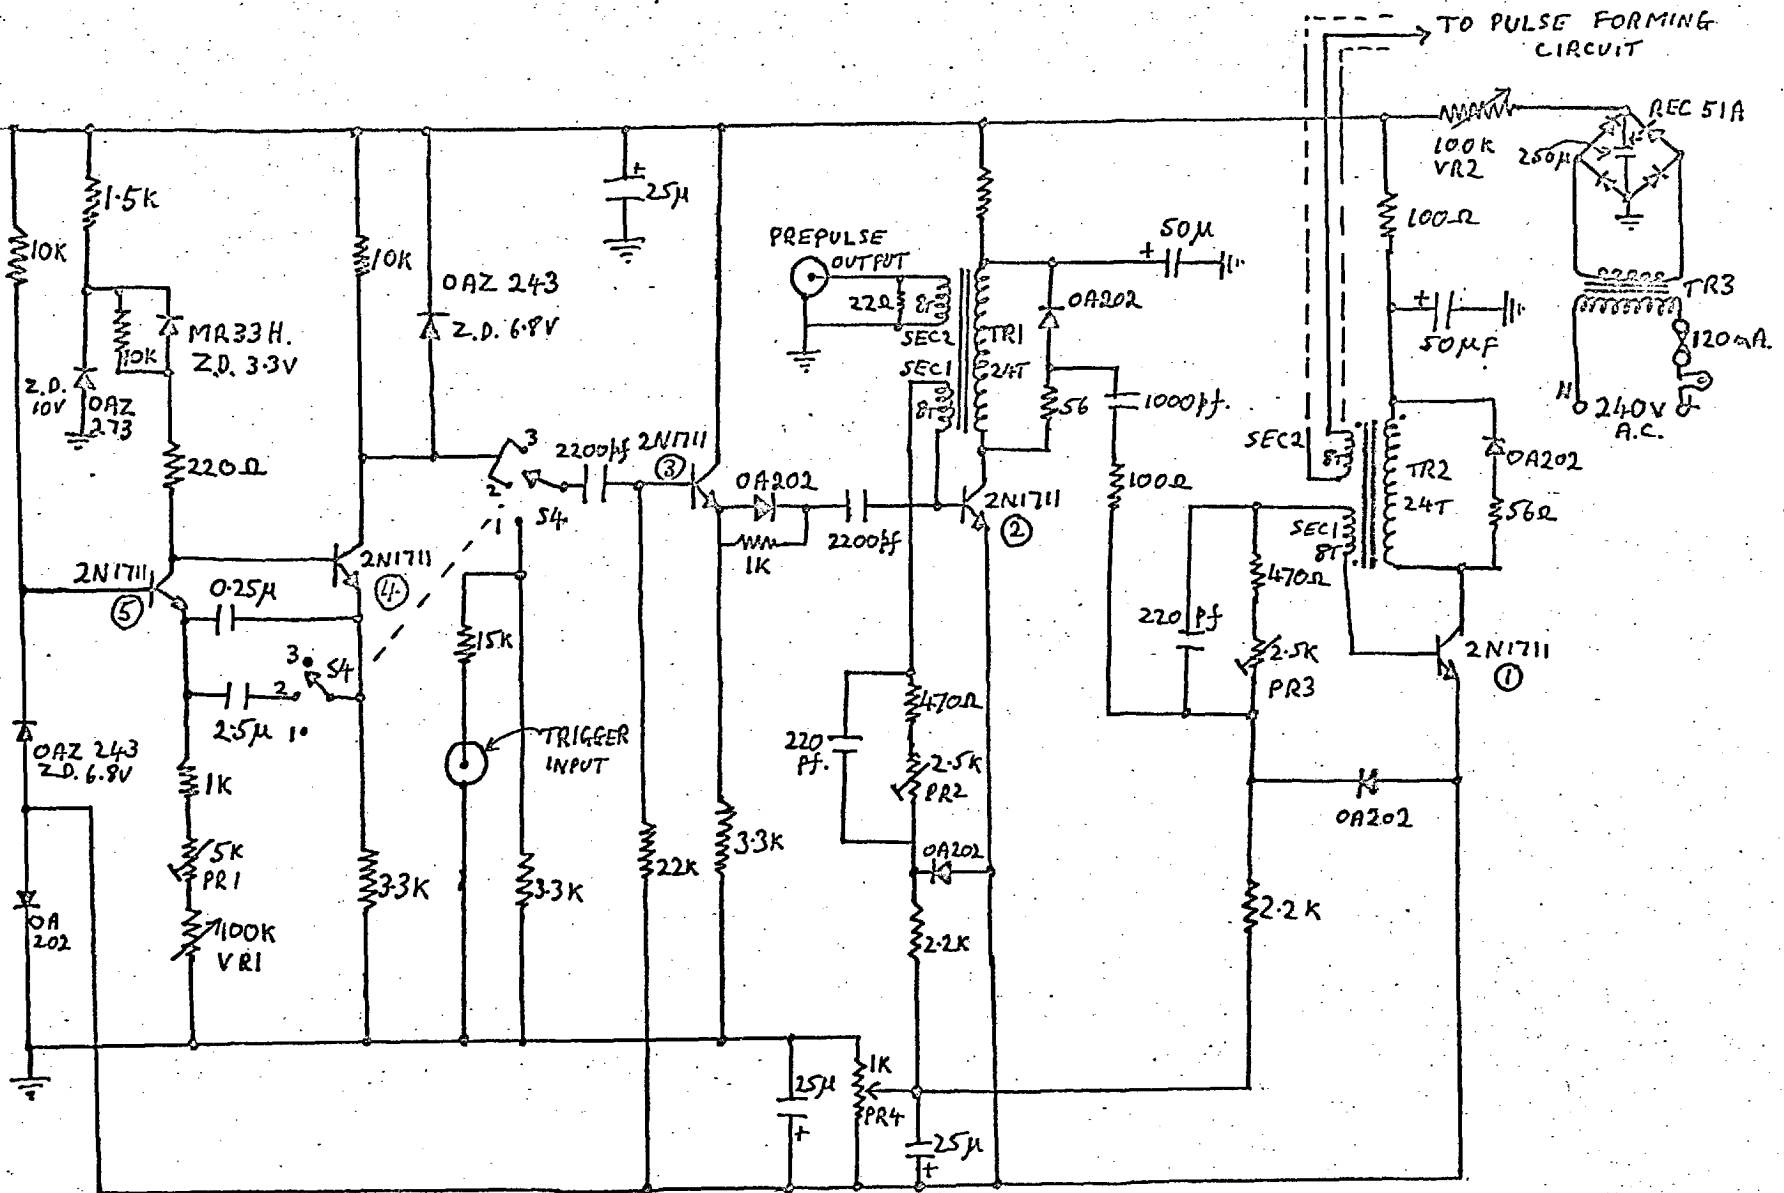 TO PULSE FORMING
CIRCUIT
REC 51A
100K
VR2
250µ
100Ω
TR3
50µF
120mA.
N
240V
A.C.
L
1.5K
10K
10K
OAZ 243
Z.D. 6.8V
25µ
PREPULSE
OUTPUT
22Ω
8T
SEC2
TR1
24T
SEC1
8T
50µ
OA202
56
1000pf.
MR33H.
Z.D. 3.3V
10K
Z.D.
10V
OAZ
273
220Ω
3
2
1
S4.
2200pf
2N1711
3
OA202
1K
2200pf
2N1711
2
100Ω
SEC2
8T
TR2
24T
OA202
56Ω
SEC1
8T
470Ω
220 pf
2.5K
PR3
2N1711
1
2N1711
5
0.25µ
2N1711
4.
3
S4
2
1
2.5µ
15K
TRIGGER
INPUT
OAZ 243
Z.D. 6.8V
1K
5K
PR1
100K
VR1
OA
202
3.3K
3.3K
22K
3.3K
220
pf.
470Ω
2.5K
PR2
OA202
2.2K
OA202
2.2K
25µ
+
1K
PR4
25µ
+